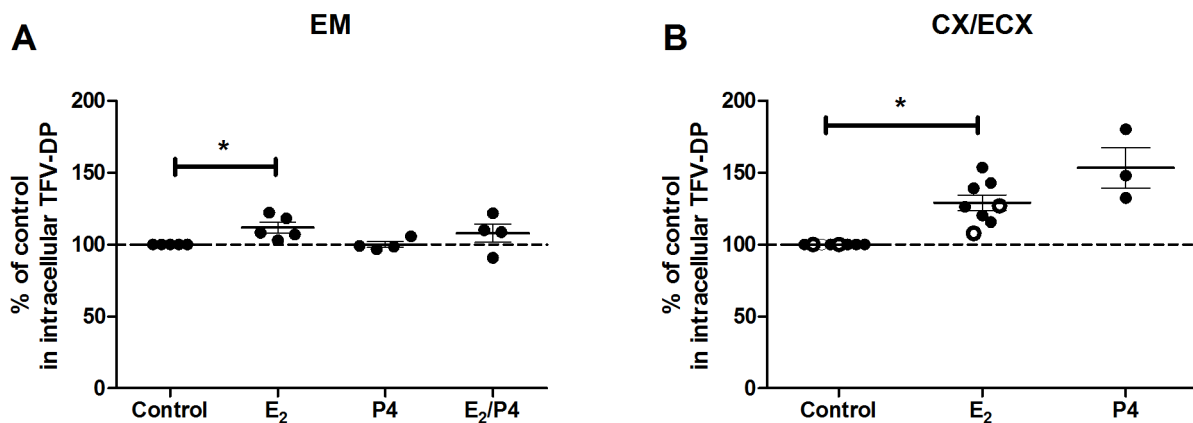 A
EM
% of control
in intracellular TFV-DP
200
150
100
50
0
*
Control
E₂
P4
E₂/P4
B
CX/ECX
% of control
in intracellular TFV-DP
200
150
100
50
0
*
Control
E₂
P4